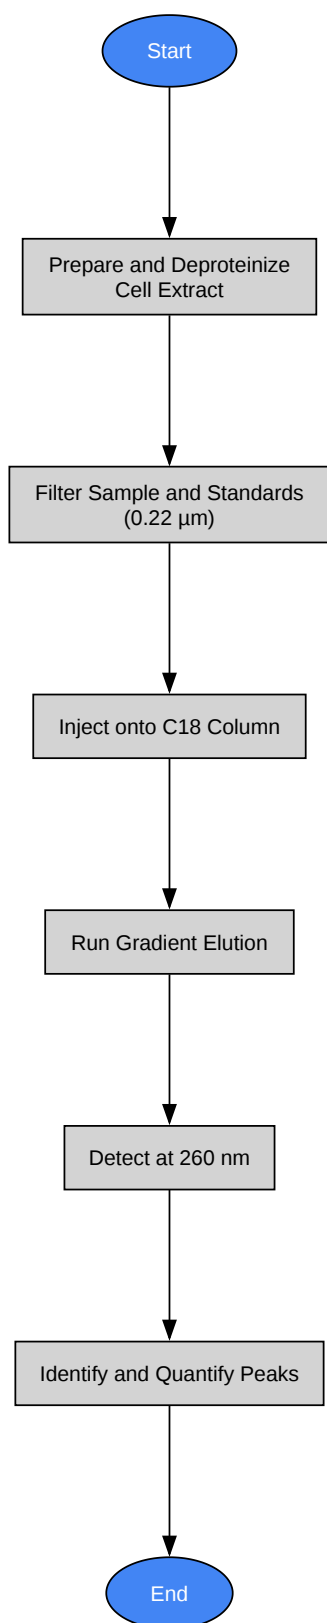 Start
Prepare and Deproteinize
Cell Extract
Filter Sample and Standards
(0.22 µm)
Inject onto C18 Column
Run Gradient Elution
Detect at 260 nm
Identify and Quantify Peaks
End